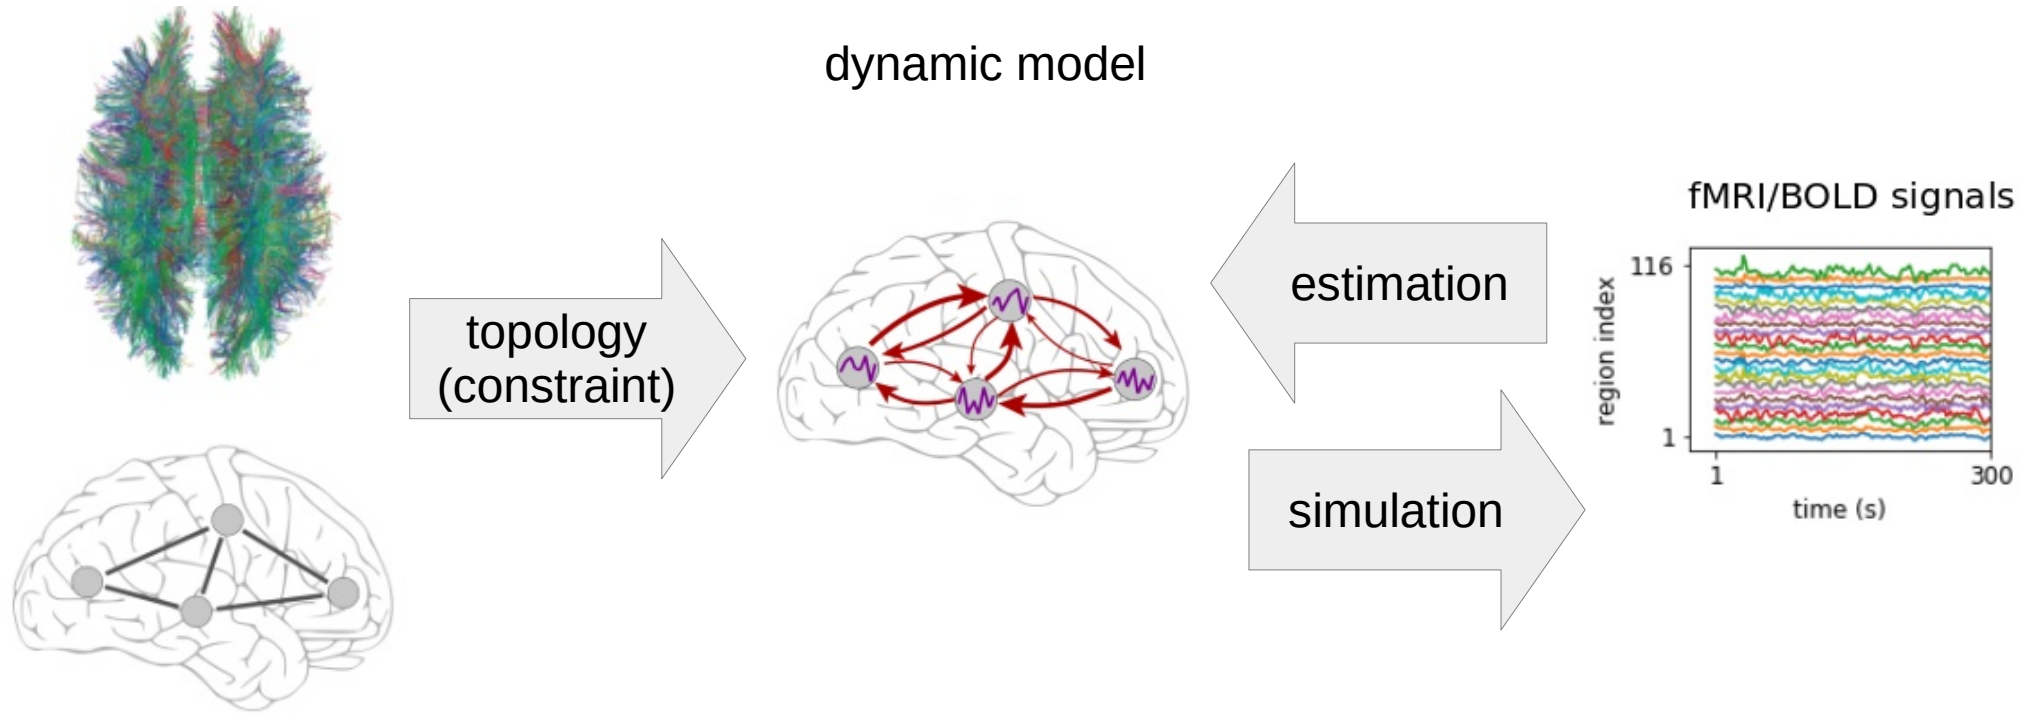 dynamic model
topology
(constraint)
estimation
simulation
fMRI/BOLD signals
116
region index
1
1
300
time (s)